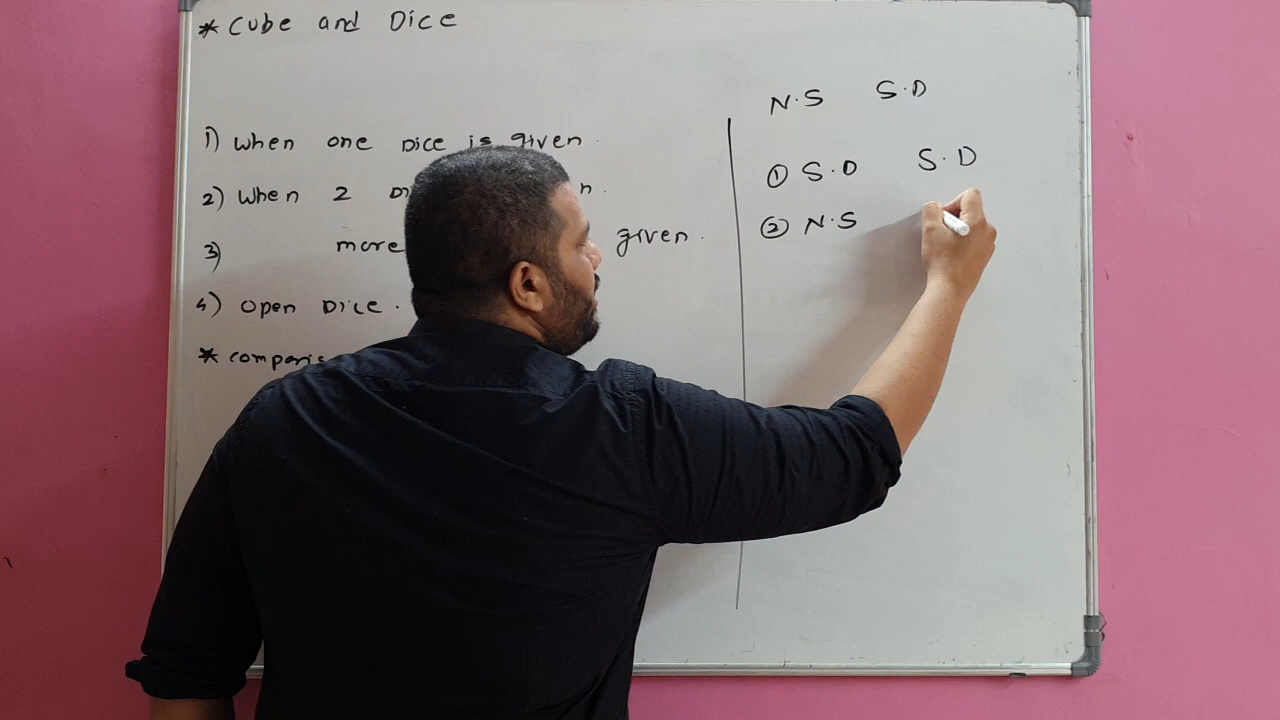 * Cube and Dice
1) When one Dice is given.
2) When 2
3) more given.
4) Open Dice.
*
N.S S.D
① S.D S.D
② N.S